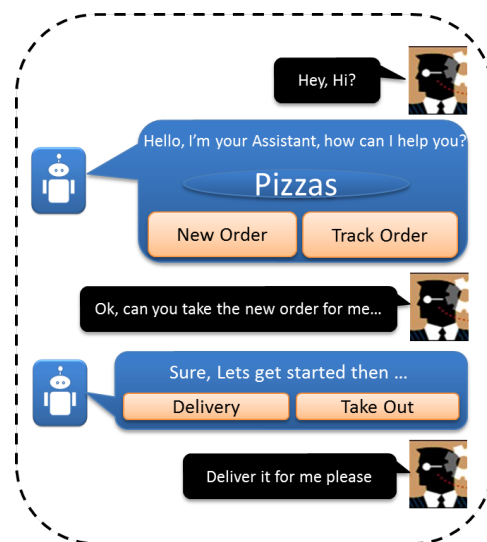 Hey, Hi?
Hello, I'm your Assistant, how can I help you?
Pizzas
New Order
Track Order
Ok, can you take the new order for me...
Sure, Lets get started then ...
Delivery
Take Out
Deliver it for me please